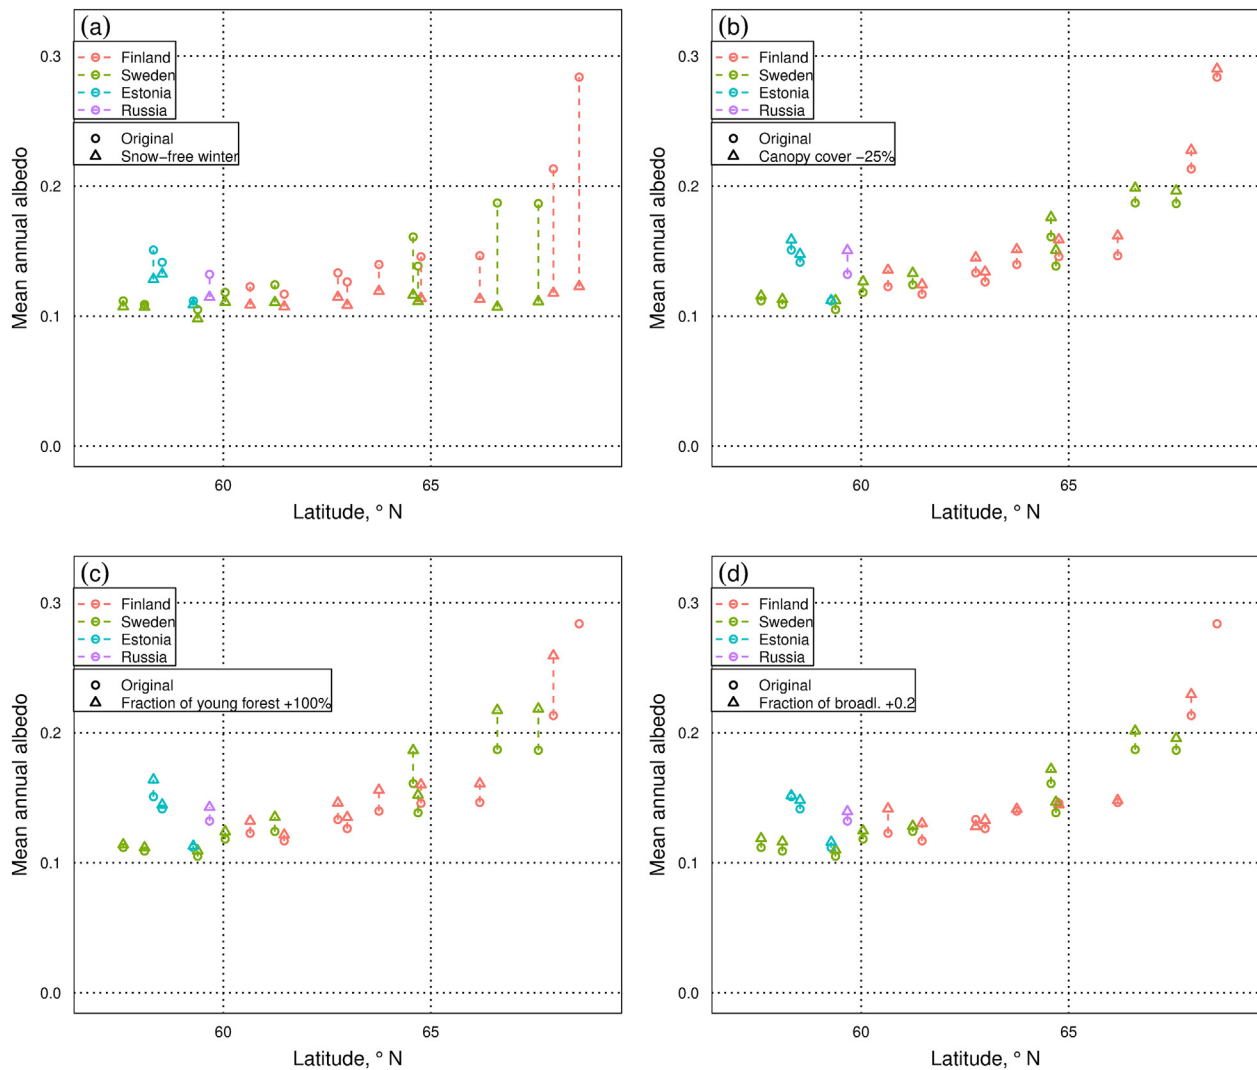 (a)
Finland
Sweden
Estonia
Russia
Original
Snow−free winter
0.3
0.2
0.1
0.0
Mean annual albedo
60
65
Latitude, ° N
(b)
Finland
Sweden
Estonia
Russia
Original
Canopy cover −25%
0.3
0.2
0.1
0.0
Mean annual albedo
60
65
Latitude, ° N
(c)
Finland
Sweden
Estonia
Russia
Original
Fraction of young forest +100%
0.3
0.2
0.1
0.0
Mean annual albedo
60
65
Latitude, ° N
(d)
Finland
Sweden
Estonia
Russia
Original
Fraction of broadl. +0.2
0.3
0.2
0.1
0.0
Mean annual albedo
60
65
Latitude, ° N